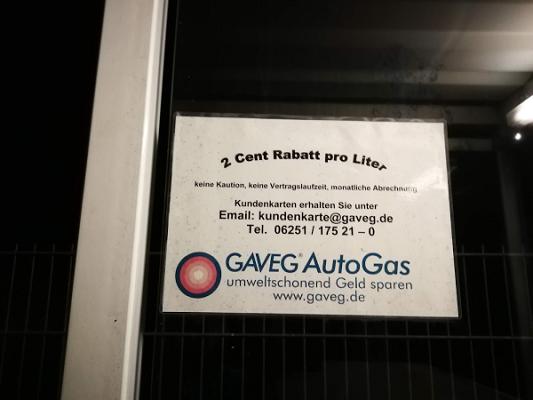 2 Cent Rabatt pro Liter
keine Kaution, keine Vertragslaufzeit, monatliche Abrechnung
Kundenkarten erhalten Sie unter
Email: kundenkarte@gaveg.de
Tel. 06251 / 175 21 – 0
GAVEG® AutoGas
umweltschonend Geld sparen
www.gaveg.de